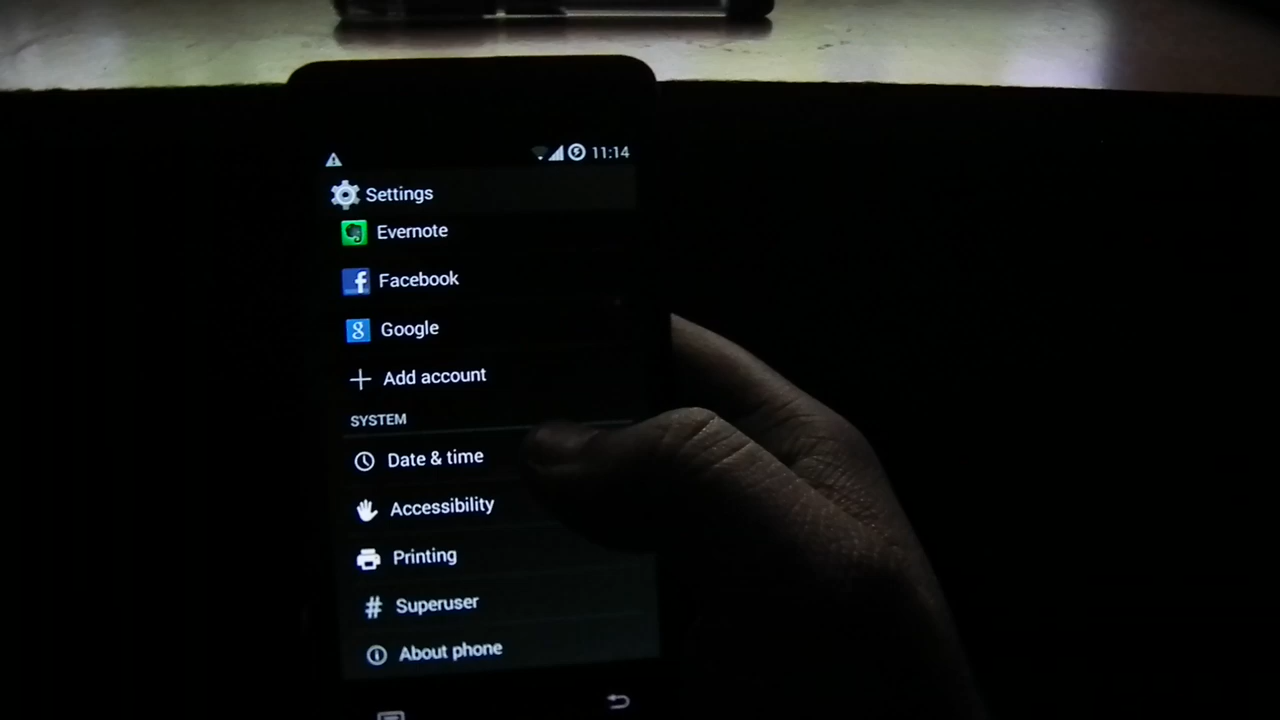 11:14
Settings
Evernote
Facebook
Google
Add account
SYSTEM
Date & time
Accessibility
Printing
# Superuser
About phone